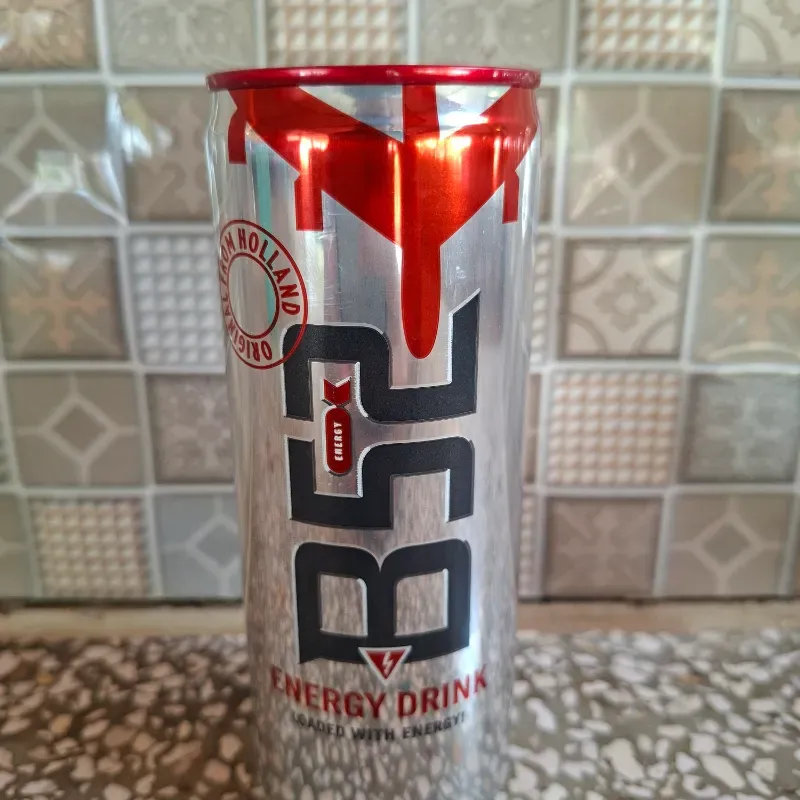 ORIGINAL FROM HOLLAND
B52
ENERGY
ENERGY DRINK
LOADED WITH ENERGY!